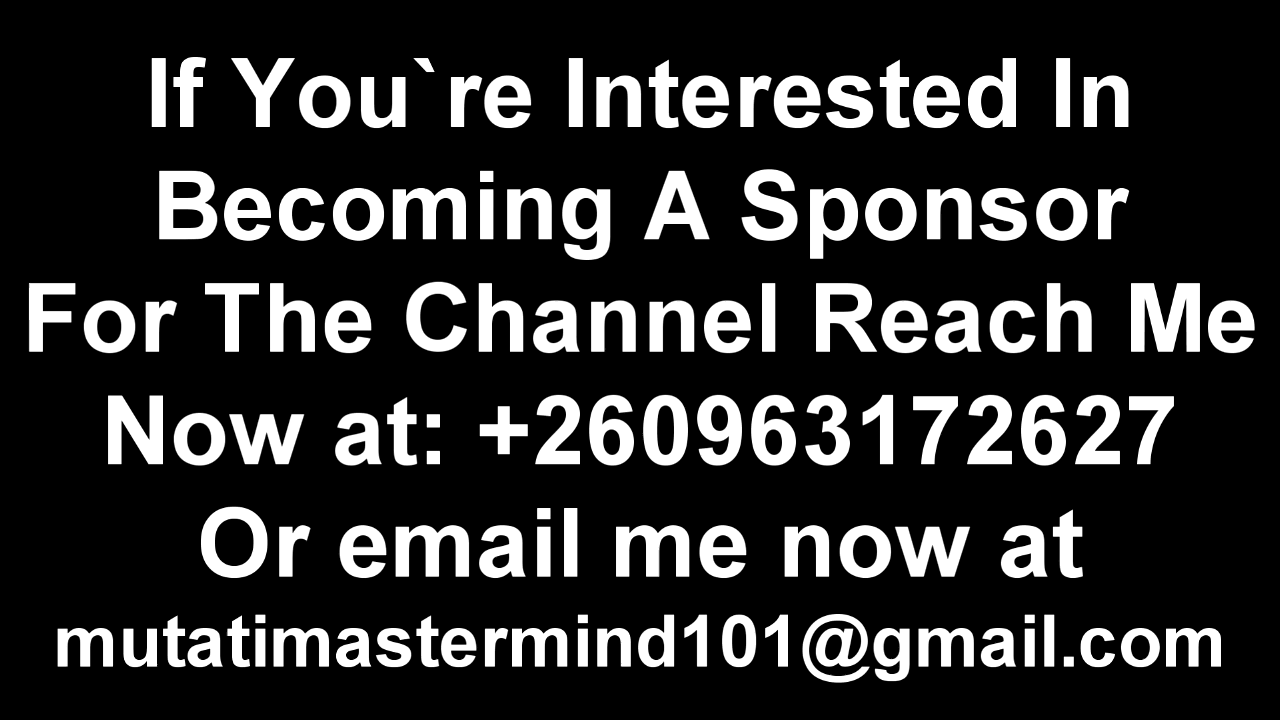 If You`re Interested In
Becoming A Sponsor
For The Channel Reach Me
Now at: +260963172627
Or email me now at
mutatimastermind101@gmail.com